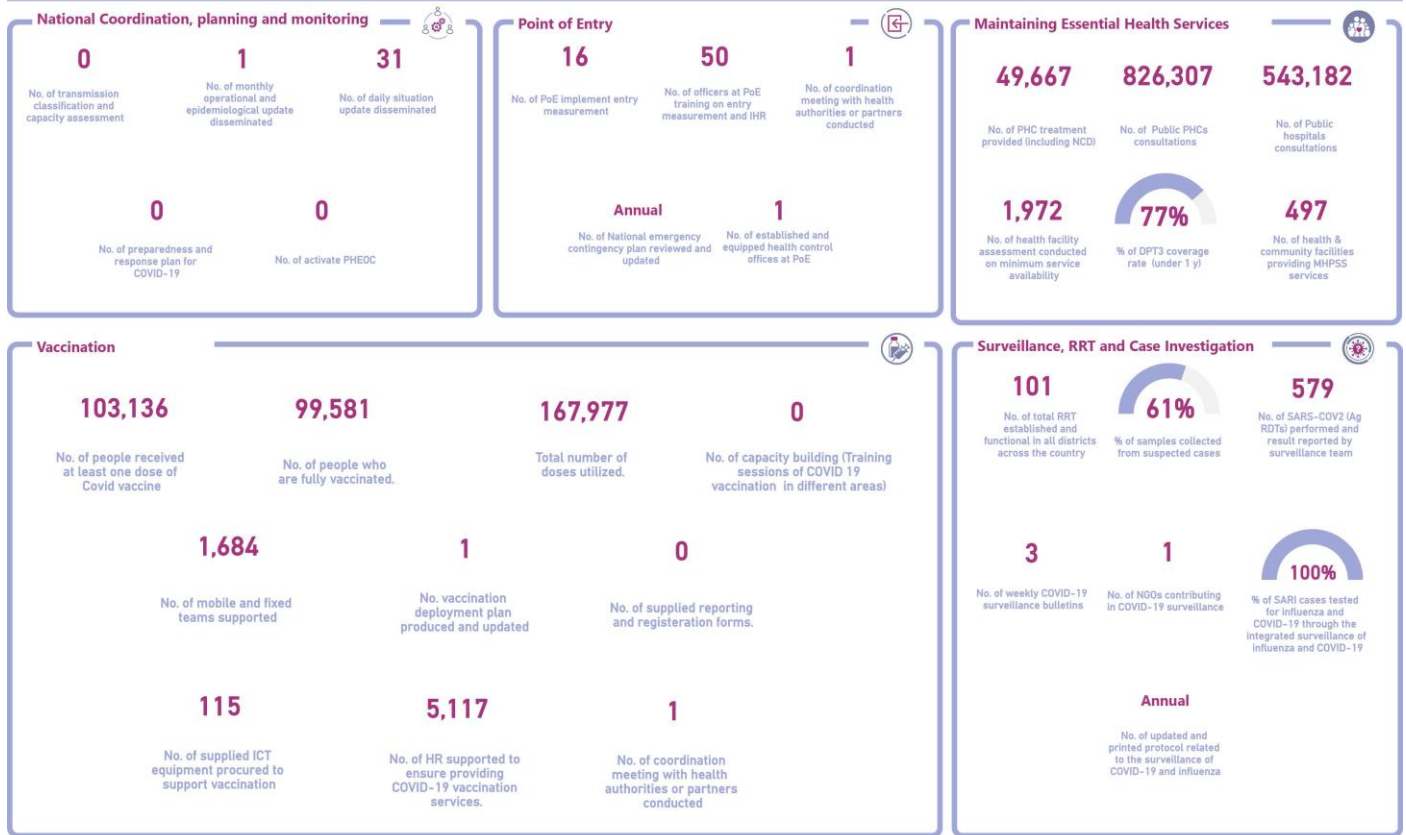 National Coordination, planning and monitoring
0
No. of transmission
classification and
capacity assessment
1
No. of monthly
operational and
epidemiological update
disseminated
31
No. of daily situation
update disseminated
0
No. of preparedness and
response plan for
COVID-19
0
No. of activate PHEOC
Point of Entry
16
No. of PoE implement entry
measurement
50
No. of officers at PoE
training on entry
measurement and IHR
1
No. of coordination
meeting with health
authorities or partners
conducted
Annual
No. of National emergency
contingency plan reviewed and
updated
1
No. of established and
equipped health control
offices at PoE
Maintaining Essential Health Services
49,667
No. of PHC treatment
provided (including NCD)
826,307
No. of Public PHCs
consultations
543,182
No. of Public
hospitals
consultations
1,972
No. of health facility
assessment conducted
on minimum service
availability
77%
% of DPT3 coverage
rate (under 1 y)
497
No. of health &
community facilities
providing MHPSS
services
Vaccination
103,136
No. of people received
at least one dose of
Covid vaccine
99,581
No. of people who
are fully vaccinated.
167,977
Total number of
doses utilized.
0
No. of capacity building (Training
sessions of COVID 19
vaccination in different areas)
1,684
No. of mobile and fixed
teams supported
1
No. vaccination
deployment plan
produced and updated
0
No. of supplied reporting
and registeration forms.
115
No. of supplied ICT
equipment procured to
support vaccination
5,117
No. of HR supported to
ensure providing
COVID-19 vaccination
services.
1
No. of coordination
meeting with health
authorities or partners
conducted
Surveillance, RRT and Case Investigation
101
No. of total RRT
established and
functional in all districts
across the country
61%
% of samples collected
from suspected cases
579
No. of SARS-COV2 (Ag
RDTs) performed and
result reported by
surveillance team
3
No. of weekly COVID-19
surveillance bulletins
1
No. of NGOs contributing
in COVID-19 surveillance
100%
% of SARI cases tested
for influenza and
COVID-19 through the
integrated surveillance of
influenza and COVID-19
Annual
No. of updated and
printed protocol related
to the surveillance of
COVID-19 and influenza